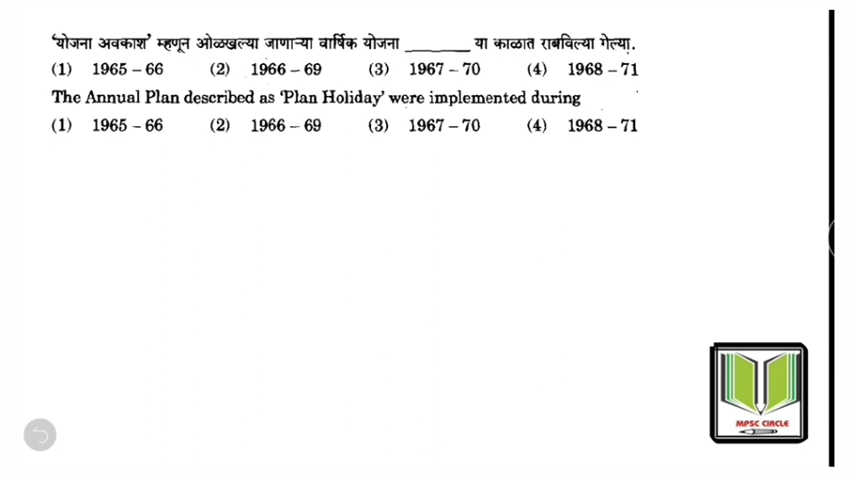 ‘योजना अवकाश’ म्हणून ओळखल्या जाणाऱ्या वार्षिक योजना ________ या काळात राबविल्या गेल्या.
(1) 1965 – 66 (2) 1966 – 69 (3) 1967 – 70 (4) 1968 – 71
The Annual Plan described as ‘Plan Holiday’ were implemented during
(1) 1965 – 66 (2) 1966 – 69 (3) 1967 – 70 (4) 1968 – 71
MPSC CIRCLE